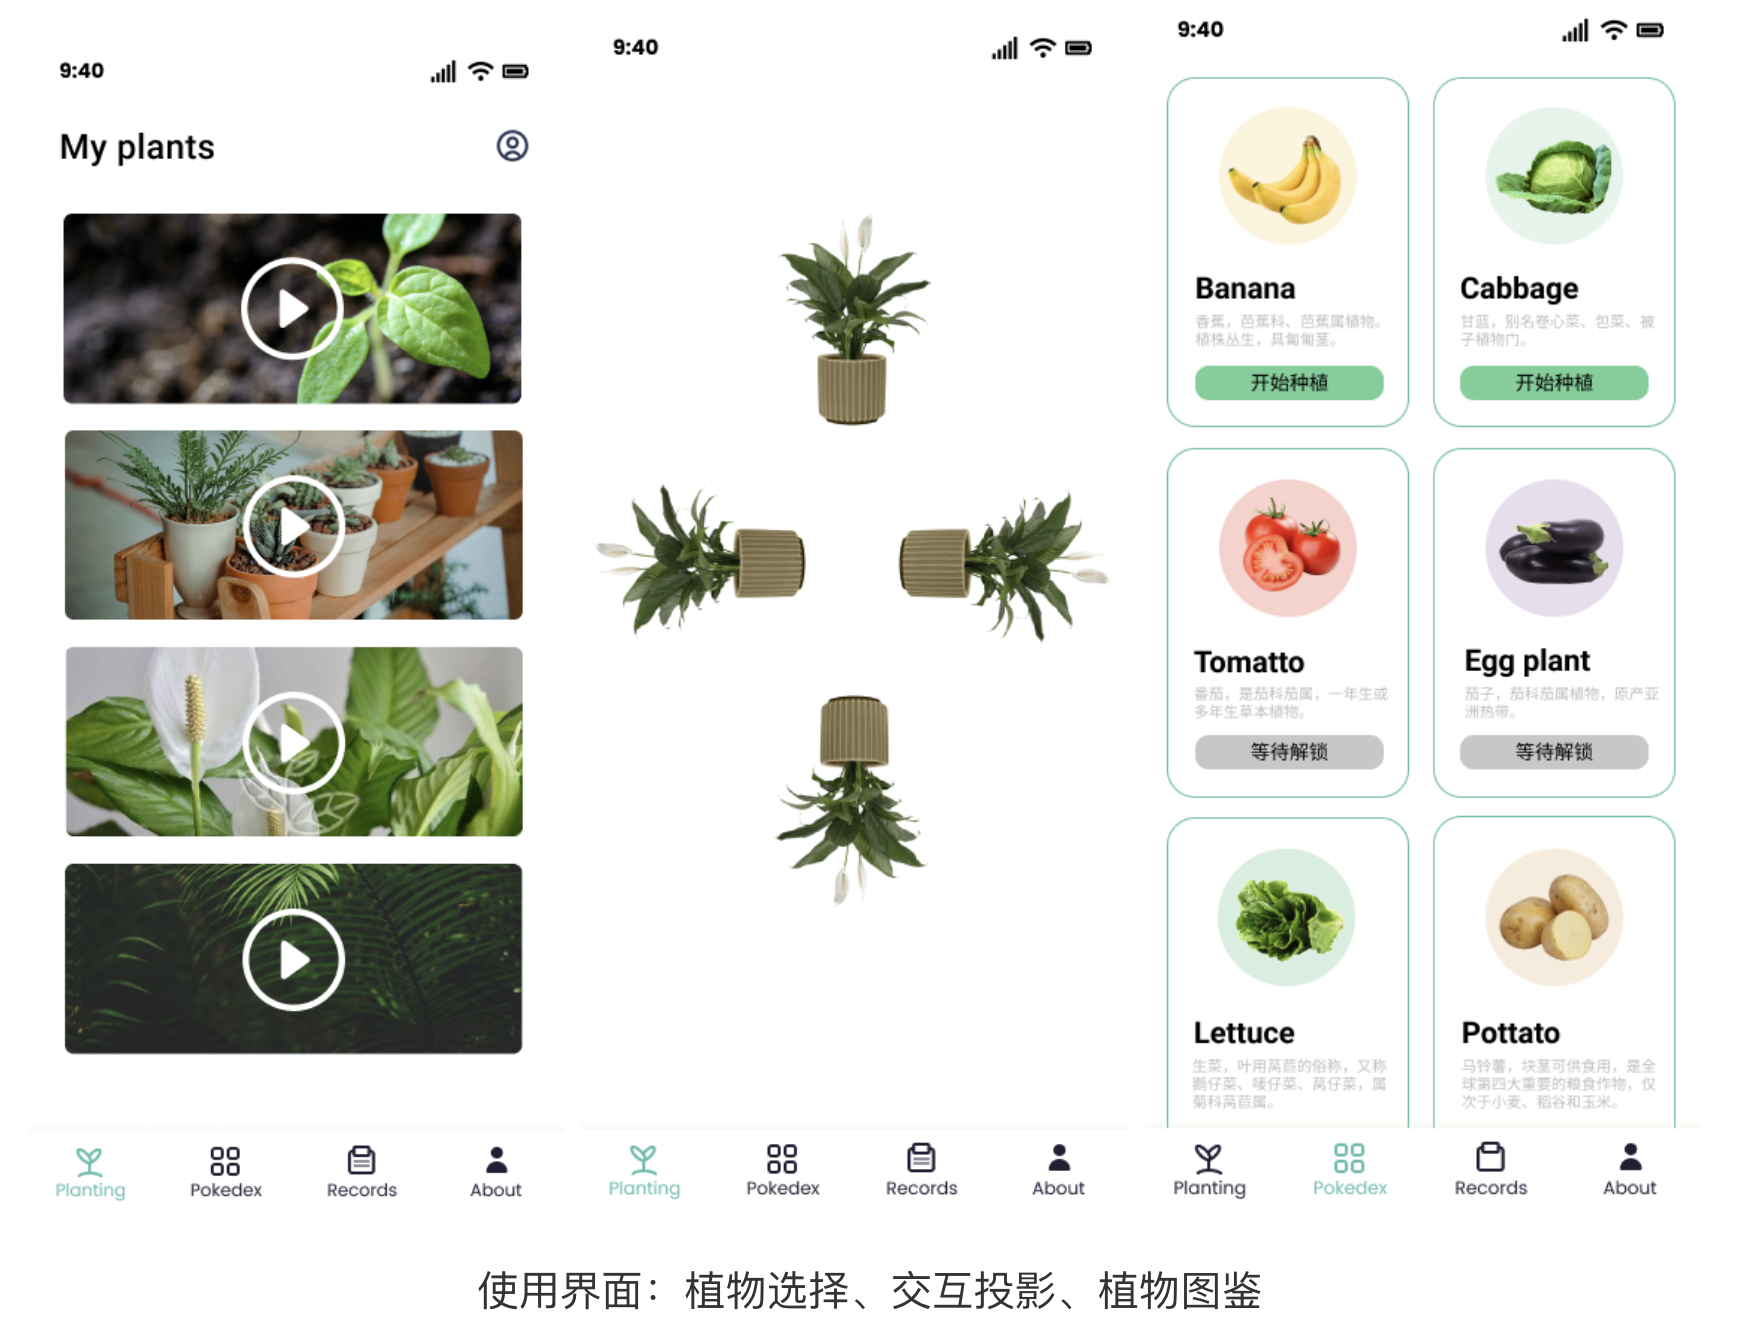 9:40
My plants
Planting
Pokedex
Records
About
9:40
Planting
Pokedex
Records
About
9:40
Banana
香蕉，芭蕉科、芭蕉属植物。
植株丛生，具匍匐茎。
开始种植
Cabbage
甘蓝，别名卷心菜、包菜、被
子植物门。
开始种植
Tomatto
番茄，是茄科茄属，一年生或
多年生草本植物。
等待解锁
Egg plant
茄子，茄科茄属植物，原产亚
洲热带。
等待解锁
Lettuce
生菜，叶用莴苣的俗称，又称
鹅仔菜、唛仔菜、莴仔菜，属
菊科莴苣属。
Pottato
马铃薯，块茎可供食用，是全
球第四大重要的粮食作物，仅
次于小麦、稻谷和玉米。
Planting
Pokedex
Records
About
使用界面：植物选择、交互投影、植物图鉴